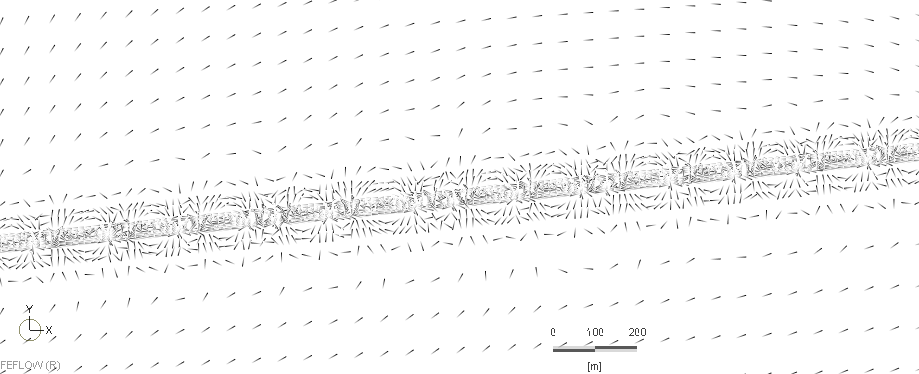 Y
X
0 100 200
[m]
FEFLOW (R)